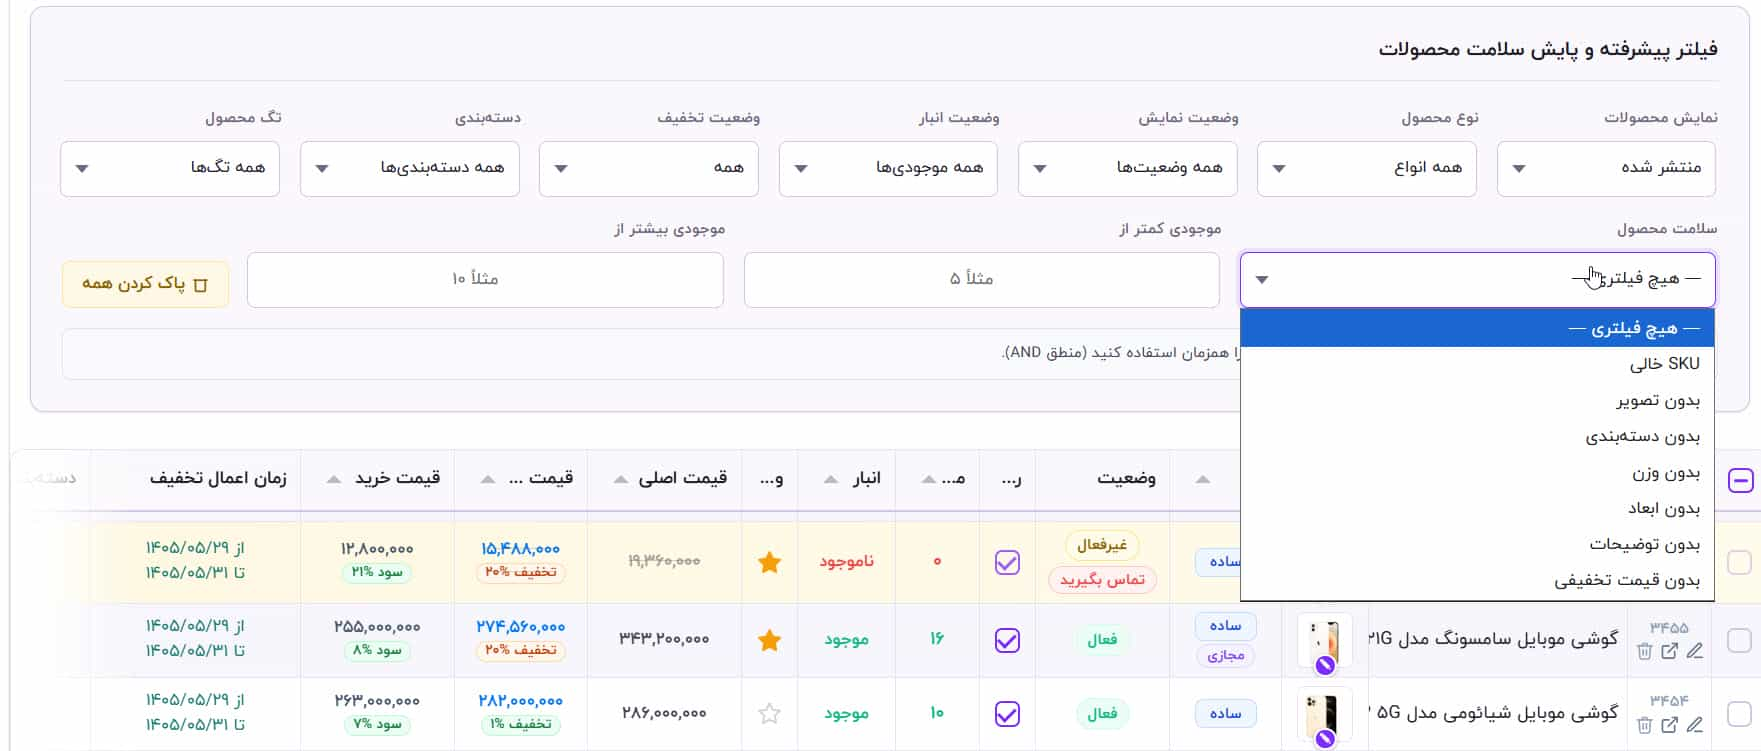 فیلتر پیشرفته و پایش سلامت محصولات
نمایش محصولات
نوع محصول
وضعیت نمایش
وضعیت انبار
وضعیت تخفیف
دسته‌بندی
تگ محصول
منتشر شده
همه انواع
همه وضعیت‌ها
همه موجودی‌ها
همه
همه دسته‌بندی‌ها
همه تگ‌ها
سلامت محصول
موجودی کمتر از
موجودی بیشتر از
— هیچ فیلتری —
مثلاً ۵
مثلاً ۱۰
پاک کردن همه
— هیچ فیلتری —
SKU خالی
بدون تصویر
بدون دسته‌بندی
بدون وزن
بدون ابعاد
بدون توضیحات
بدون قیمت تخفیفی
را همزمان استفاده کنید (منطق AND).
وضعیت
ر...
م...
انبار
و...
قیمت اصلی
قیمت ...
قیمت خرید
زمان اعمال تخفیف
ساده
غیرفعال
تماس بگیرید
۰
ناموجود
۱۹,۳۶۰,۰۰۰
۱۵,۴۸۸,۰۰۰
تخفیف ۲۰%
۱۲,۸۰۰,۰۰۰
سود ۲۱%
از ۱۴۰۵/۰۵/۲۹
تا ۱۴۰۵/۰۵/۳۱
۳۴۵۵
گوشی موبایل سامسونگ مدل ۲۱G
ساده
مجازی
فعال
۱۶
موجود
۳۴۳,۲۰۰,۰۰۰
۲۷۴,۵۶۰,۰۰۰
تخفیف ۲۰%
۲۵۵,۰۰۰,۰۰۰
سود ۸%
از ۱۴۰۵/۰۵/۲۹
تا ۱۴۰۵/۰۵/۳۱
۳۴۵۴
گوشی موبایل شیائومی مدل ۵G
ساده
فعال
۱۰
موجود
۲۸۶,۰۰۰,۰۰۰
۲۸۲,۰۰۰,۰۰۰
تخفیف ۱%
۲۶۳,۰۰۰,۰۰۰
سود ۷%
از ۱۴۰۵/۰۵/۲۹
تا ۱۴۰۵/۰۵/۳۱